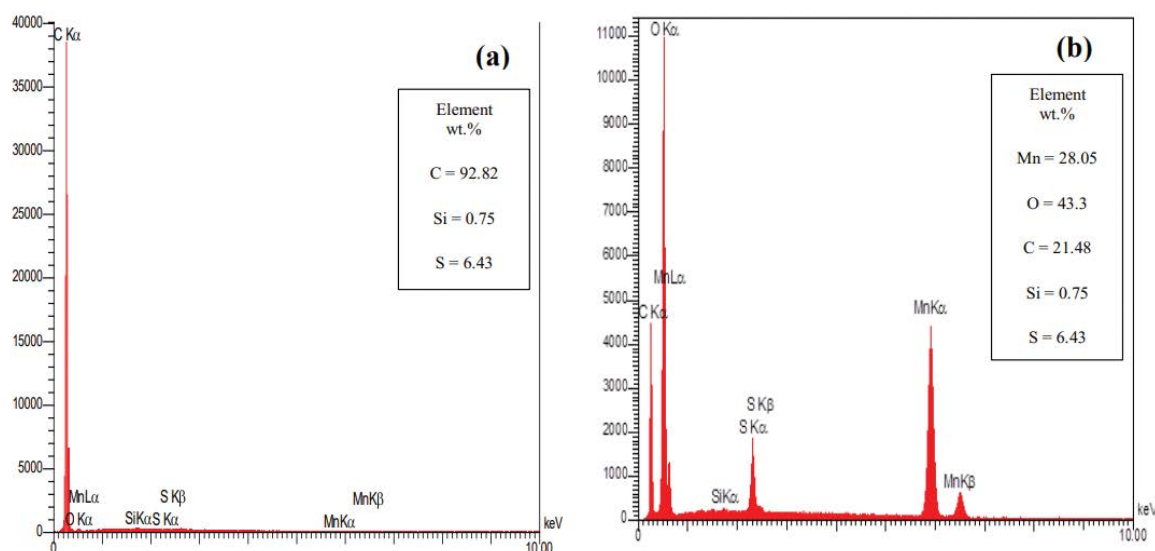 40000
35000
30000
25000
20000
15000
10000
5000
0
C Kα
(a)
Element
wt.%
C = 92.82
Si = 0.75
S = 6.43
MnLα
O Kα
SiKα
S Kβ
S Kα
MnKβ
MnKα
keV
0
10.00
11000
10000
9000
8000
7000
6000
5000
4000
3000
2000
1000
0
O Kα
(b)
Element
wt.%
Mn = 28.05
O = 43.3
C = 21.48
Si = 0.75
S = 6.43
MnLα
C Kα
S Kβ
S Kα
SiKα
MnKα
MnKβ
keV
0
10.00